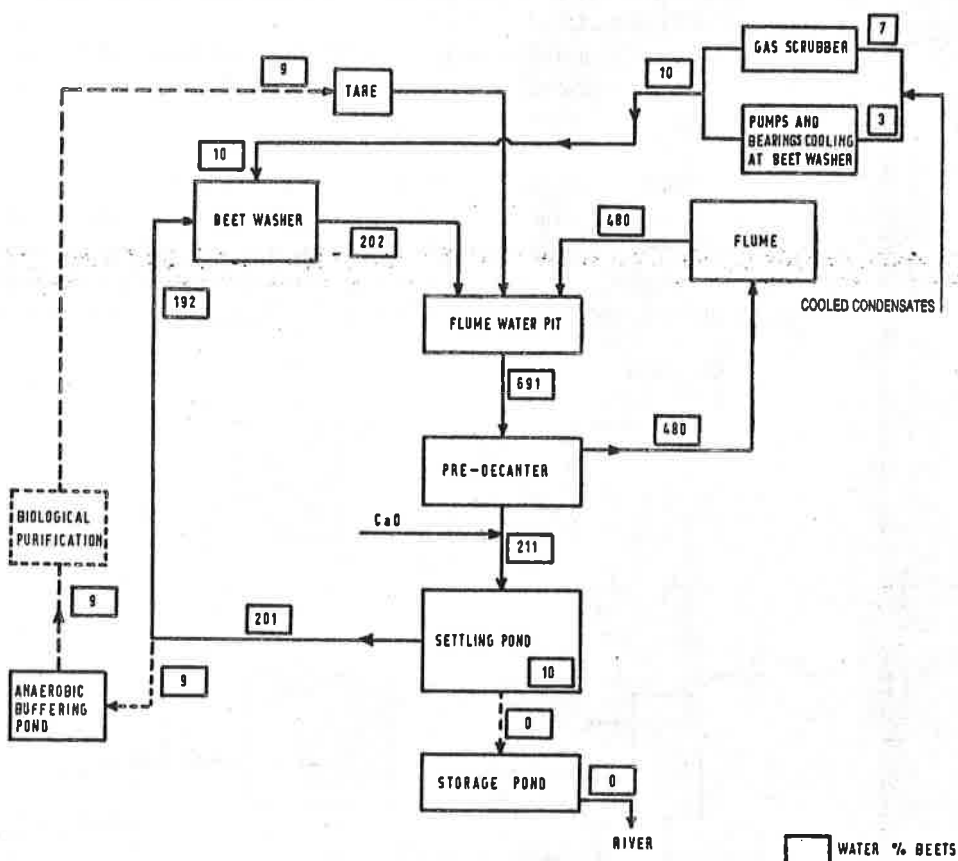 7
GAS SCRUBBER
9
10
TARE
3
PUMPS AND
BEARINGS COOLING
AT BEET WASHER
10
BEET WASHER
202
480
FLUME
192
COOLED CONDENSATES
FLUME WATER PIT
691
480
PRE-DECANTER
BIOLOGICAL
PURIFICATION
CaO
211
9
201
SETTLING POND
10
9
ANAEROBIC
BUFFERING
POND
0
STORAGE POND
0
RIVER
WATER % BEETS